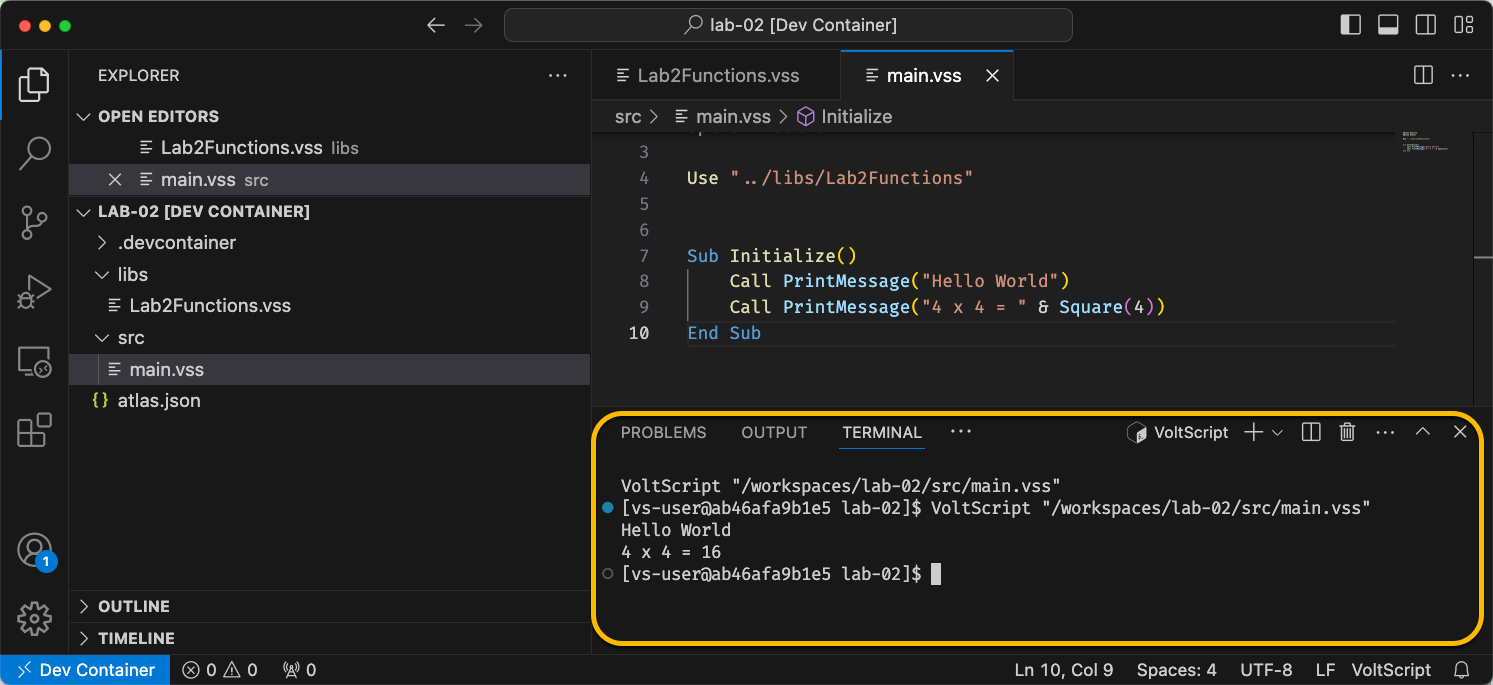 lab-02 [Dev Container]
EXPLORER
OPEN EDITORS
Lab2Functions.vss libs
main.vss src
LAB-02 [DEV CONTAINER]
.devcontainer
libs
Lab2Functions.vss
src
main.vss
{} atlas.json
1
OUTLINE
TIMELINE
Lab2Functions.vss
main.vss
src > main.vss > Initialize
3
4 Use "../libs/Lab2Functions"
5
6
7 Sub Initialize()
8 Call PrintMessage("Hello World")
9 Call PrintMessage("4 x 4 = " & Square(4))
10 End Sub
PROBLEMS OUTPUT TERMINAL ··· VoltScript
VoltScript "/workspaces/lab-02/src/main.vss"
[vs-user@ab46afa9b1e5 lab-02]$ VoltScript "/workspaces/lab-02/src/main.vss"
Hello World
4 x 4 = 16
[vs-user@ab46afa9b1e5 lab-02]$
Dev Container 0 0 0 Ln 10, Col 9 Spaces: 4 UTF-8 LF VoltScript